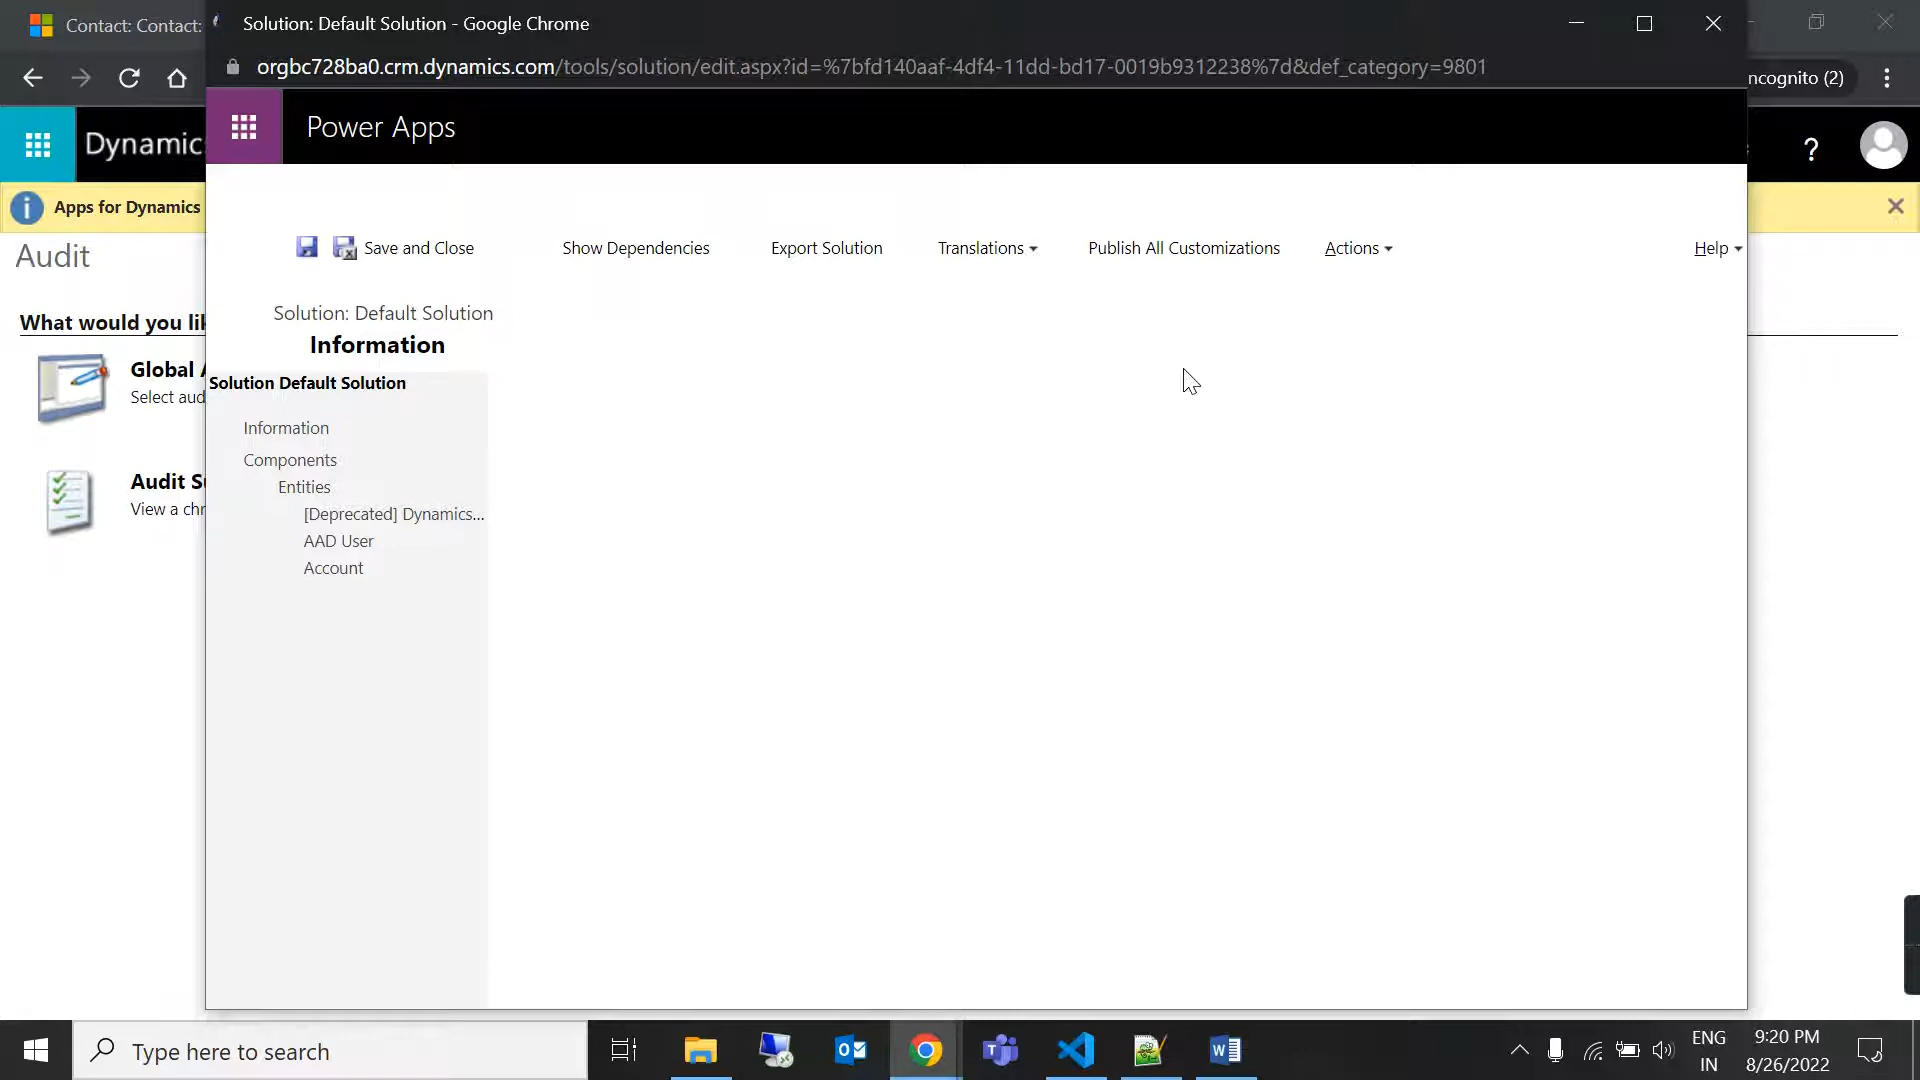 Contact: Contact:
Solution: Default Solution - Google Chrome
orgbc728ba0.crm.dynamics.com/tools/solution/edit.aspx?id=%7bfd140aaf-4df4-11dd-bd17-0019b9312238%7d&def_category=9801
ncognito (2)
Dynamic
Power Apps
?
Apps for Dynamics
Audit
Save and Close
Show Dependencies
Export Solution
Translations
Publish All Customizations
Actions
Help
Solution: Default Solution
Information
What would you li
Global A
Select aud
Audit S
View a chr
Solution Default Solution
Information
Components
Entities
[Deprecated] Dynamics...
AAD User
Account
Type here to search
ENG
IN
9:20 PM
8/26/2022